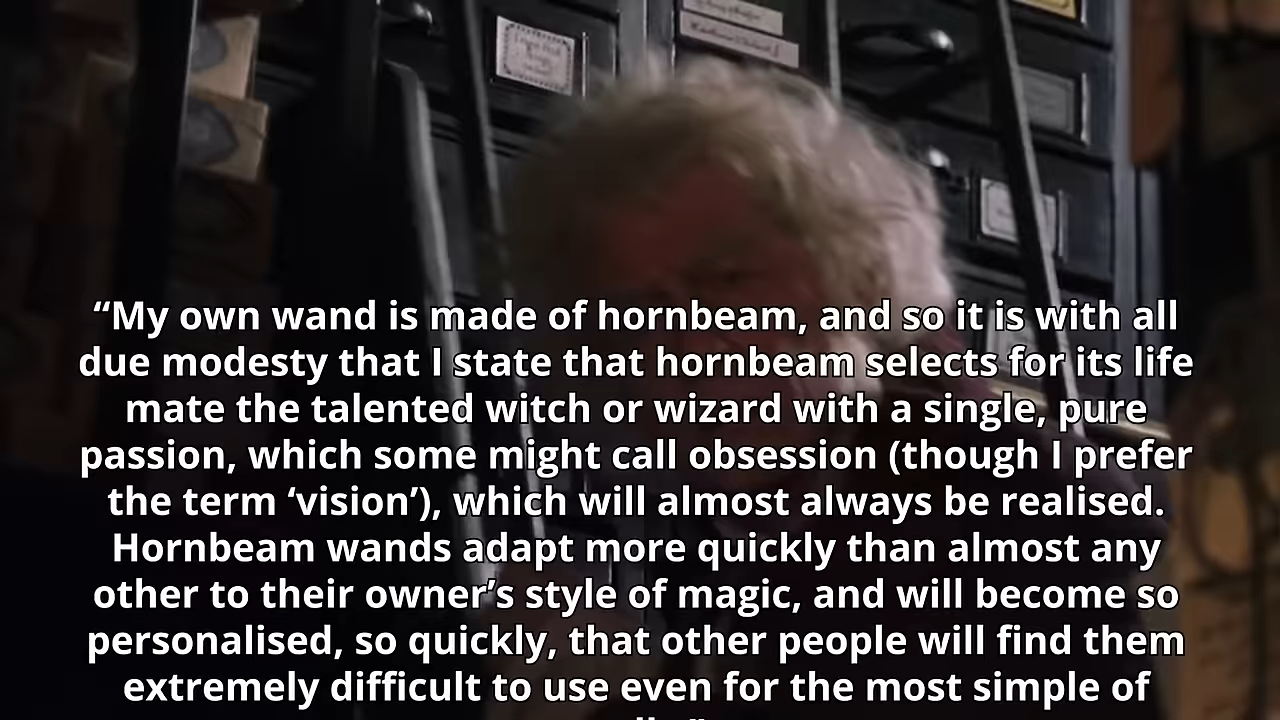 “My own wand is made of hornbeam, and so it is with all
due modesty that I state that hornbeam selects for its life
mate the talented witch or wizard with a single, pure
passion, which some might call obsession (though I prefer
the term ‘vision’), which will almost always be realised.
Hornbeam wands adapt more quickly than almost any
other to their owner’s style of magic, and will become so
personalised, so quickly, that other people will find them
extremely difficult to use even for the most simple of